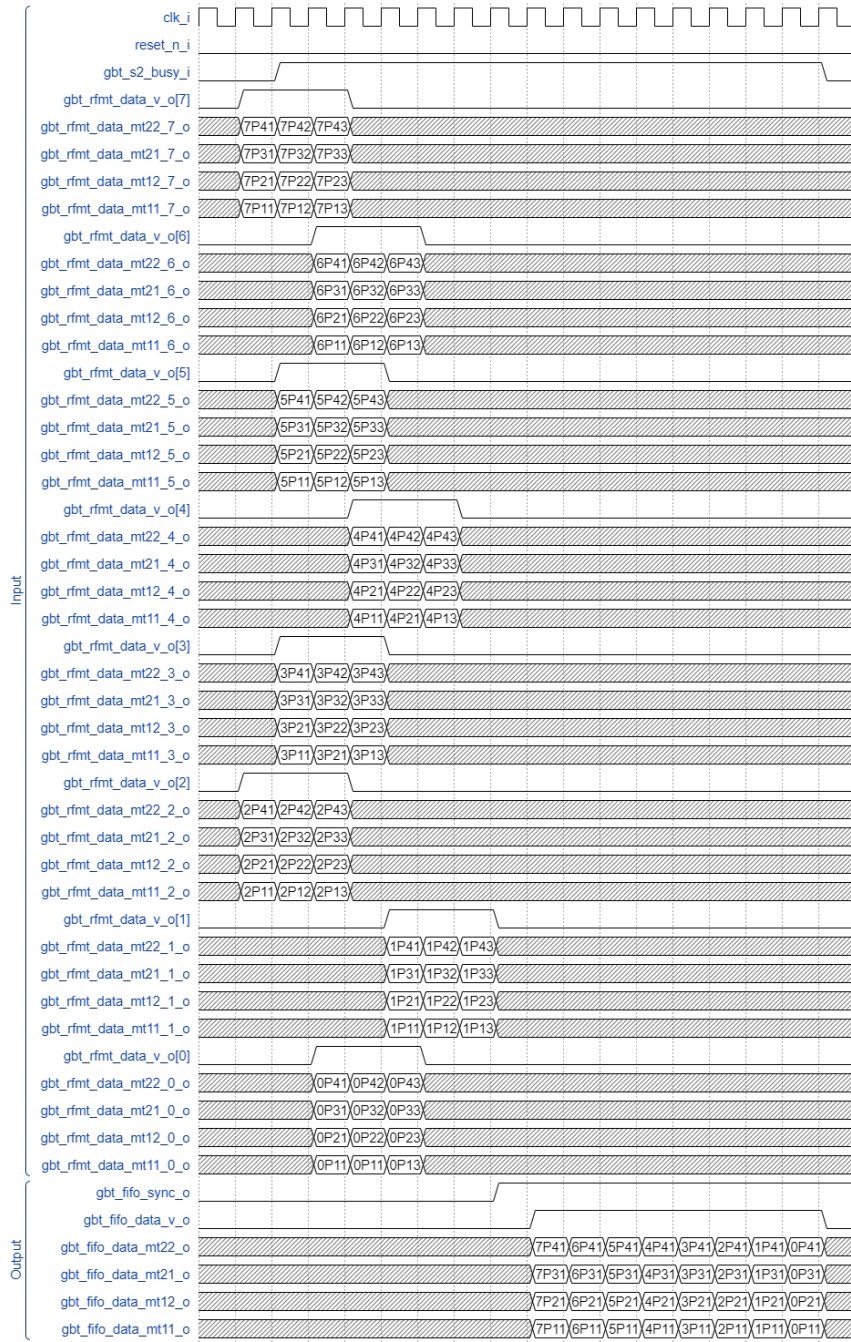 clk_i
reset_n_i
gbt_s2_busy_i
gbt_rfmt_data_v_o[7]
gbt_rfmt_data_mt22_7_o 7P41 7P42 7P43
gbt_rfmt_data_mt21_7_o 7P31 7P32 7P33
gbt_rfmt_data_mt12_7_o 7P21 7P22 7P23
gbt_rfmt_data_mt11_7_o 7P11 7P12 7P13
gbt_rfmt_data_v_o[6]
gbt_rfmt_data_mt22_6_o 6P41 6P42 6P43
gbt_rfmt_data_mt21_6_o 6P31 6P32 6P33
gbt_rfmt_data_mt12_6_o 6P21 6P22 6P23
gbt_rfmt_data_mt11_6_o 6P11 6P12 6P13
gbt_rfmt_data_v_o[5]
gbt_rfmt_data_mt22_5_o 5P41 5P42 5P43
gbt_rfmt_data_mt21_5_o 5P31 5P32 5P33
gbt_rfmt_data_mt12_5_o 5P21 5P22 5P23
gbt_rfmt_data_mt11_5_o 5P11 5P12 5P13
gbt_rfmt_data_v_o[4]
gbt_rfmt_data_mt22_4_o 4P41 4P42 4P43
gbt_rfmt_data_mt21_4_o 4P31 4P32 4P33
Input
gbt_rfmt_data_mt12_4_o 4P21 4P22 4P23
gbt_rfmt_data_mt11_4_o 4P11 4P21 4P13
gbt_rfmt_data_v_o[3]
gbt_rfmt_data_mt22_3_o 3P41 3P42 3P43
gbt_rfmt_data_mt21_3_o 3P31 3P32 3P33
gbt_rfmt_data_mt12_3_o 3P21 3P22 3P23
gbt_rfmt_data_mt11_3_o 3P11 3P21 3P13
gbt_rfmt_data_v_o[2]
gbt_rfmt_data_mt22_2_o 2P41 2P42 2P43
gbt_rfmt_data_mt21_2_o 2P31 2P32 2P33
gbt_rfmt_data_mt12_2_o 2P21 2P22 2P23
gbt_rfmt_data_mt11_2_o 2P11 2P12 2P13
gbt_rfmt_data_v_o[1]
gbt_rfmt_data_mt22_1_o 1P41 1P42 1P43
gbt_rfmt_data_mt21_1_o 1P31 1P32 1P33
gbt_rfmt_data_mt12_1_o 1P21 1P22 1P23
gbt_rfmt_data_mt11_1_o 1P11 1P12 1P13
gbt_rfmt_data_v_o[0]
gbt_rfmt_data_mt22_0_o 0P41 0P42 0P43
gbt_rfmt_data_mt21_0_o 0P31 0P32 0P33
gbt_rfmt_data_mt12_0_o 0P21 0P22 0P23
gbt_rfmt_data_mt11_0_o 0P11 0P11 0P13
gbt_fifo_sync_o
gbt_fifo_data_v_o
gbt_fifo_data_mt22_o 7P41 6P41 5P41 4P41 3P41 2P41 1P41 0P41
Output
gbt_fifo_data_mt21_o 7P31 6P31 5P31 4P31 3P31 2P31 1P31 0P31
gbt_fifo_data_mt12_o 7P21 6P21 5P21 4P21 3P21 2P21 1P21 0P21
gbt_fifo_data_mt11_o 7P11 6P11 5P11 4P11 3P11 2P11 1P11 0P11